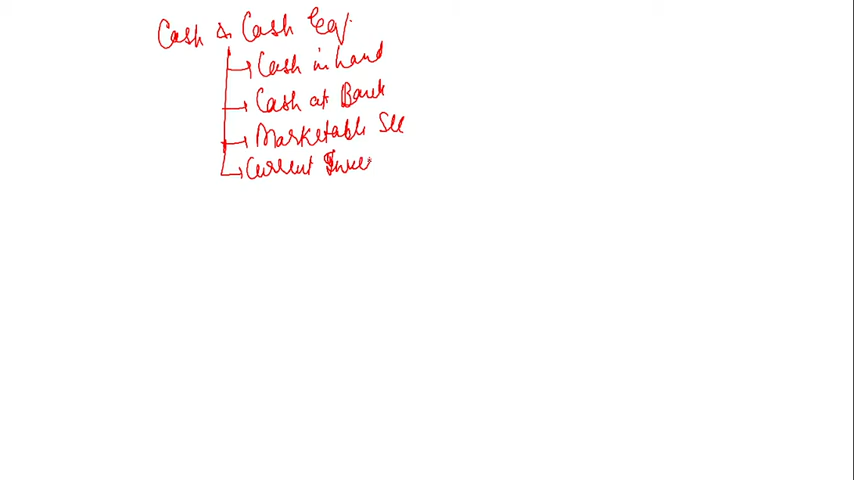 Cash & Cash Eq.
Cash in hand
Cash at Bank
Marketable Sec
Current Inve